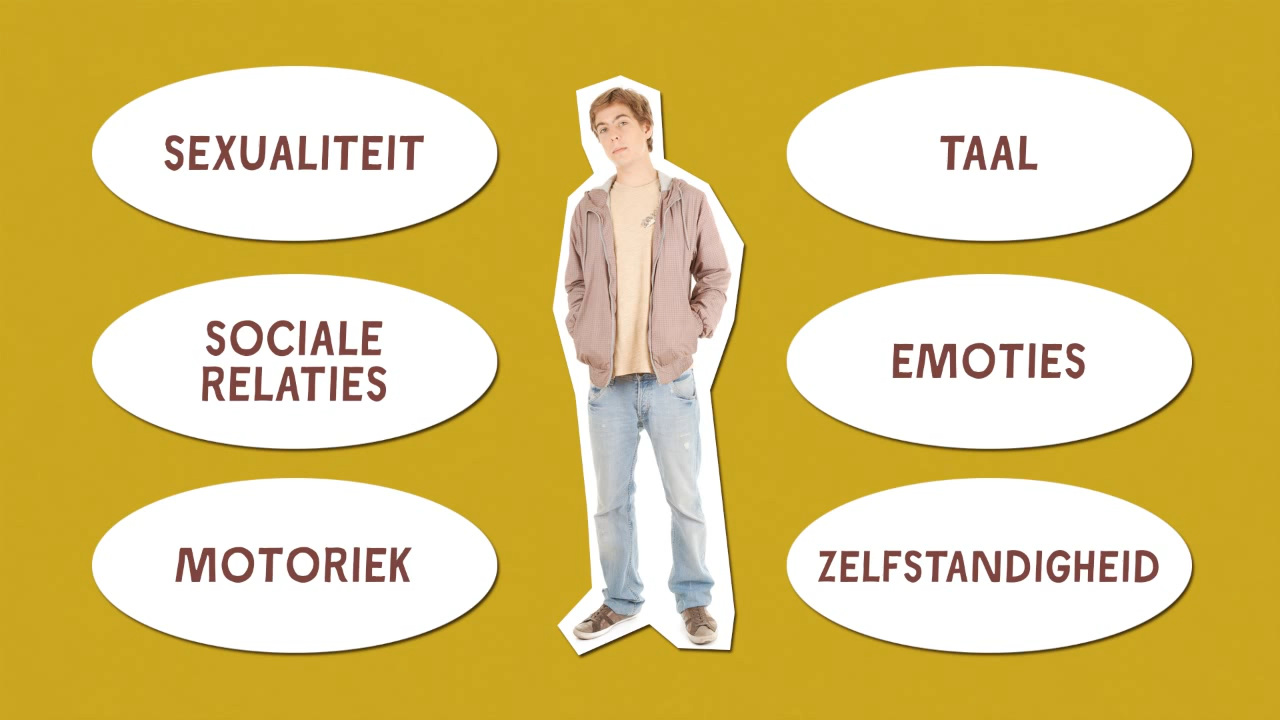 SEXUALITEIT
SOCIALE
RELATIES
MOTORIEK
TAAL
EMOTIES
ZELFSTANDIGHEID